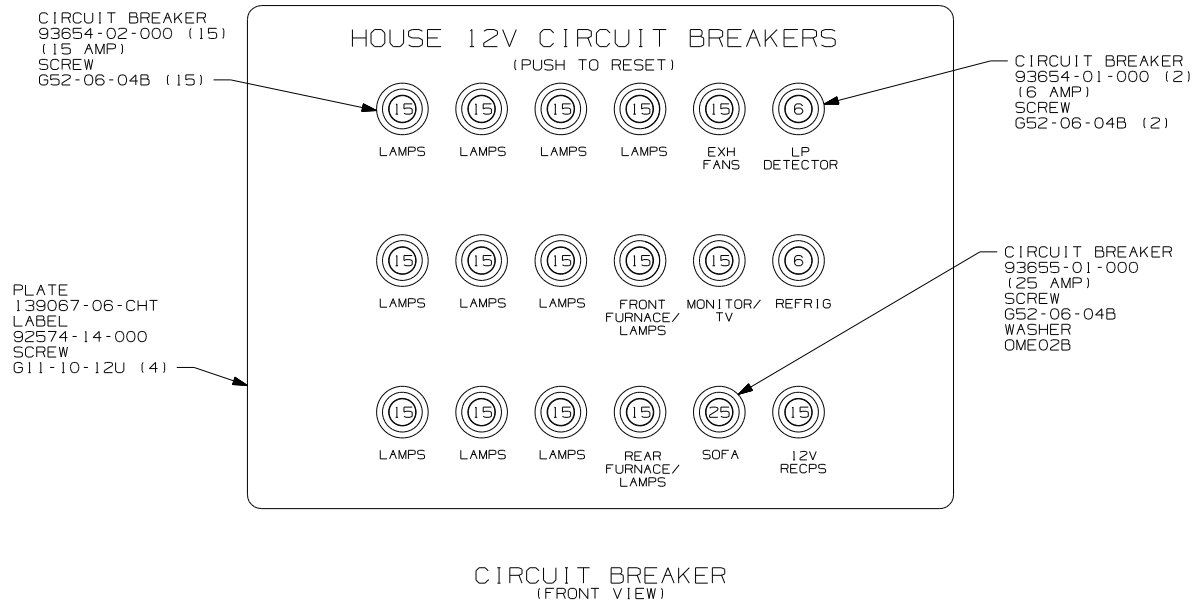 CIRCUIT BREAKER
93654-02-000 (15)
(15 AMP)
SCREW
G52-06-04B (15)
HOUSE 12V CIRCUIT BREAKERS
(PUSH TO RESET)
CIRCUIT BREAKER
93654-01-000 (2)
(6 AMP)
SCREW
G52-06-04B (2)
15 15 15 15 15 6
LAMPS LAMPS LAMPS LAMPS EXH FANS LP DETECTOR
15 15 15 15 15 6
LAMPS LAMPS LAMPS FRONT FURNACE/ LAMPS MONITOR/ TV REFRIG
CIRCUIT BREAKER
93655-01-000
(25 AMP)
SCREW
G52-06-04B
WASHER
OME02B
PLATE
139067-06-CHT
LABEL
92574-14-000
SCREW
G11-10-12U (4)
15 15 15 15 25 15
LAMPS LAMPS LAMPS REAR FURNACE/ LAMPS SOFA 12V RECPS
CIRCUIT BREAKER
(FRONT VIEW)